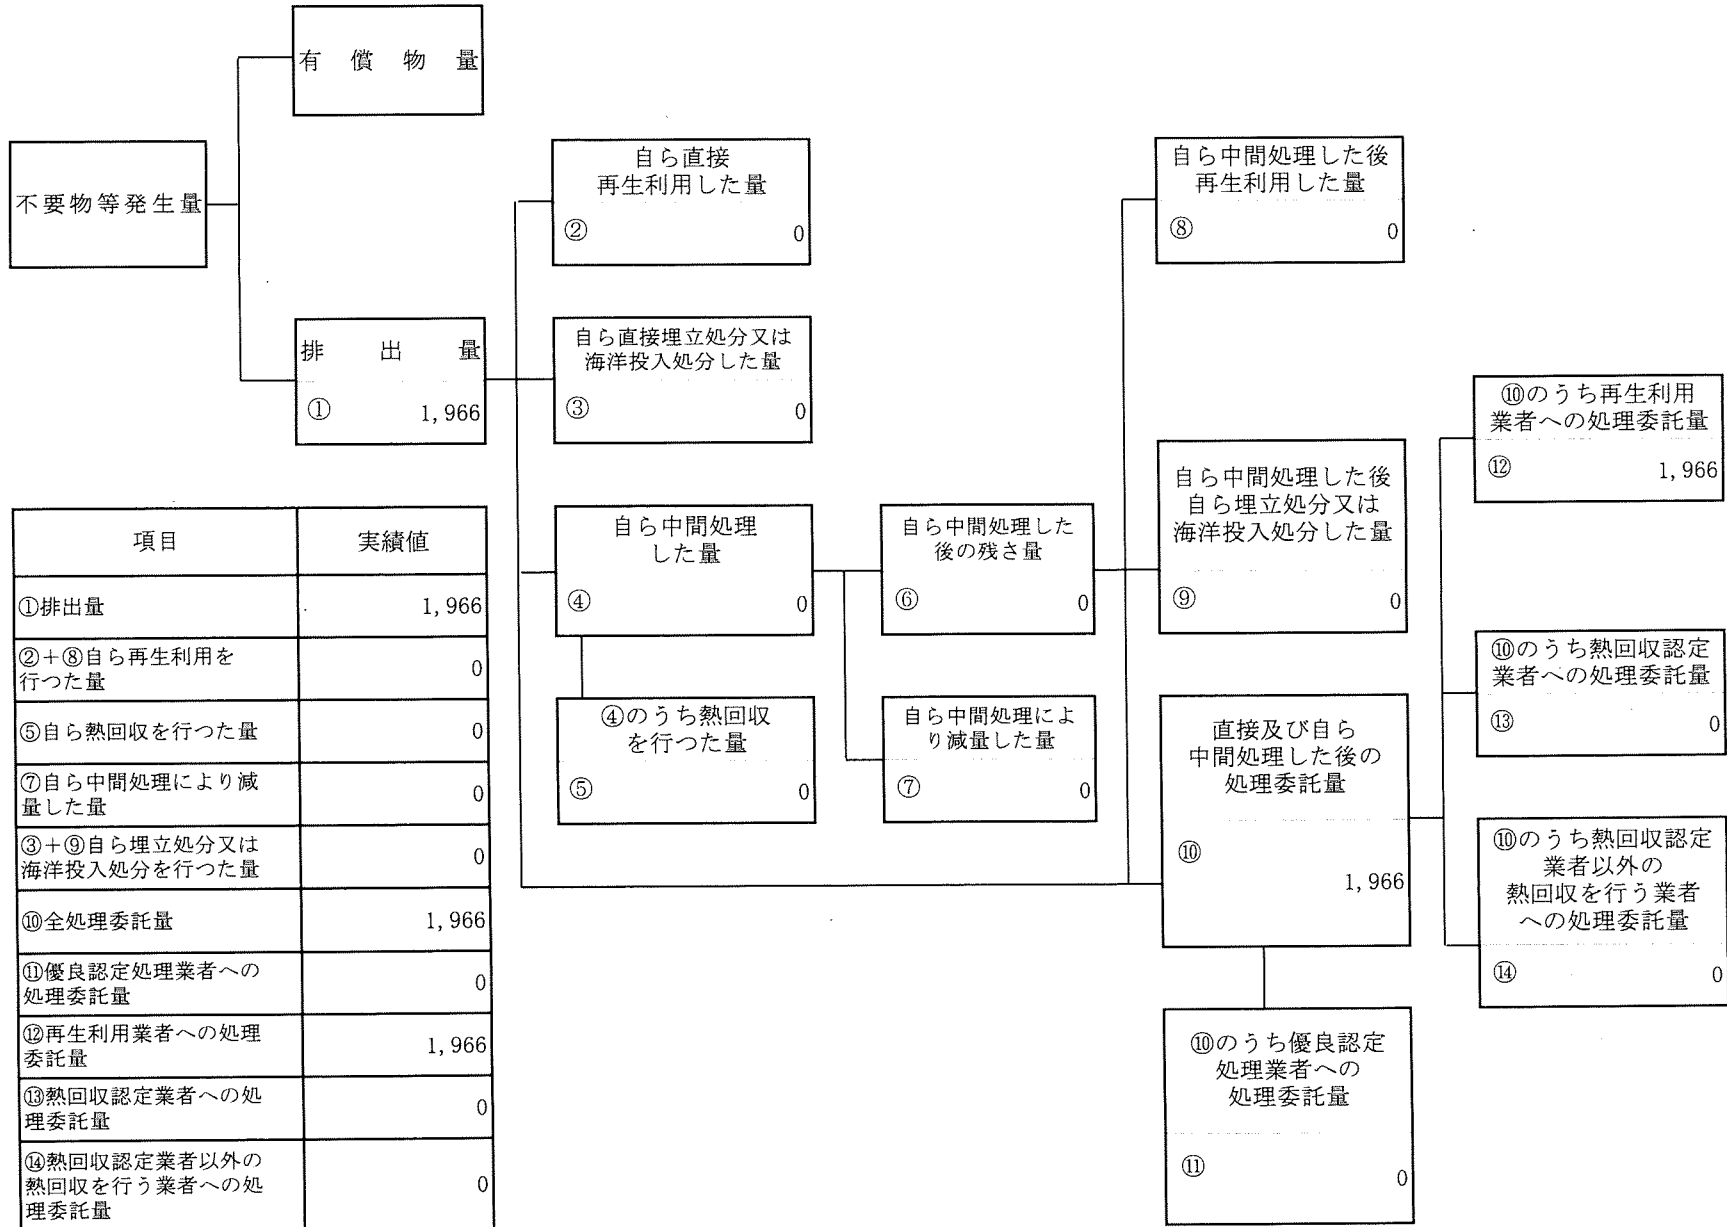 有償物量
不要物等発生量
排出量
① 1,966
自ら直接
再生利用した量
② 0
自ら直接埋立処分又は
海洋投入処分した量
③ 0
自ら中間処理
した量
④ 0
④のうち熱回収
を行つた量
⑤ 0
自ら中間処理した
後の残さ量
⑥ 0
自ら中間処理によ
り減量した量
⑦ 0
自ら中間処理した後
再生利用した量
⑧ 0
自ら中間処理した後
自ら埋立処分又は
海洋投入処分した量
⑨ 0
直接及び自ら
中間処理した後の
処理委託量
⑩
1,966
⑩のうち優良認定
処理業者への
処理委託量
⑪ 0
⑩のうち再生利用
業者への処理委託量
⑫ 1,966
⑩のうち熱回収認定
業者への処理委託量
⑬ 0
⑩のうち熱回収認定
業者以外の
熱回収を行う業者
への処理委託量
⑭ 0
項目 実績値
①排出量 1,966
②+⑧自ら再生利用を
行つた量 0
⑤自ら熱回収を行つた量 0
⑦自ら中間処理により減
量した量 0
③+⑨自ら埋立処分又は
海洋投入処分を行つた量 0
⑩全処理委託量 1,966
⑪優良認定処理業者への
処理委託量 0
⑫再生利用業者への処理
委託量 1,966
⑬熱回収認定業者への処
理委託量 0
⑭熱回収認定業者以外の
熱回収を行う業者への処
理委託量 0